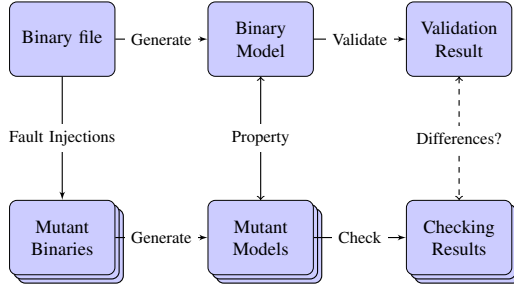 Binary file
Generate
Binary
Model
Validate
Validation
Result
Fault Injections
Property
Differences?
Mutant
Binaries
Generate
Mutant
Models
Check
Checking
Results